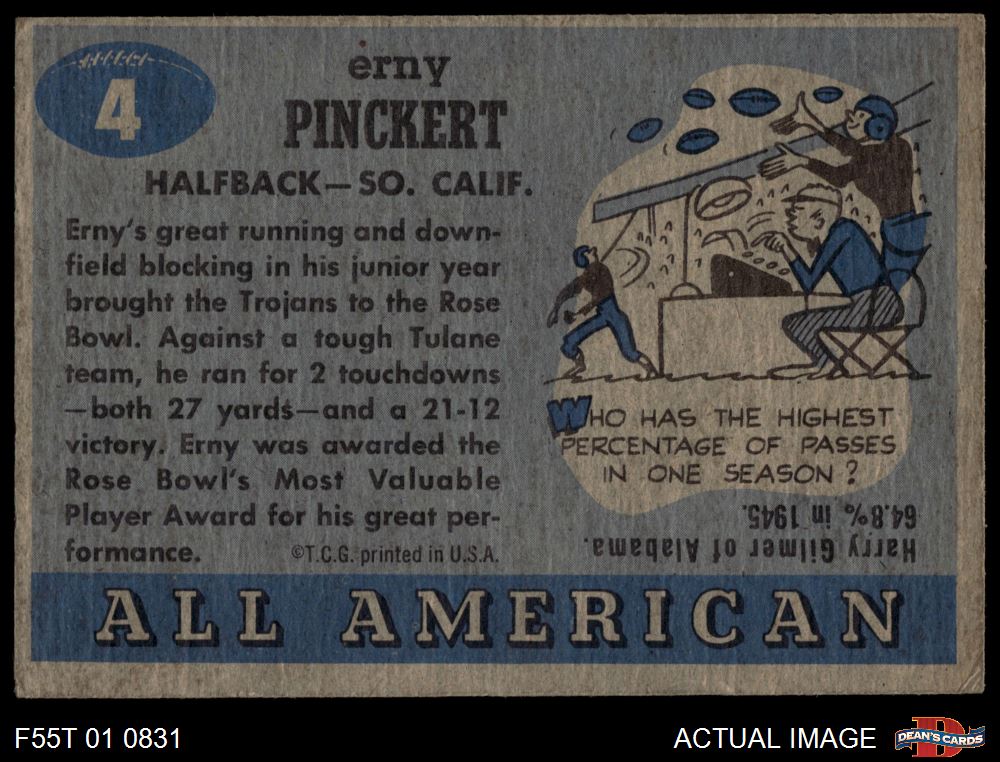 4
erny
PINCKERT
HALFBACK—SO. CALIF.
Erny's great running and down-
field blocking in his junior year
brought the Trojans to the Rose
Bowl. Against a tough Tulane
team, he ran for 2 touchdowns
—both 27 yards—and a 21-12
victory. Erny was awarded the
Rose Bowl's Most Valuable
Player Award for his great per-
formance.
©T.C.G. printed in U.S.A.
WHO HAS THE HIGHEST
PERCENTAGE OF PASSES
IN ONE SEASON?
Harry Gilmer of Alabama.
64.8% in 1945.
ALL AMERICAN
F55T 01 0831
ACTUAL IMAGE
D
DEAN'S CARDS